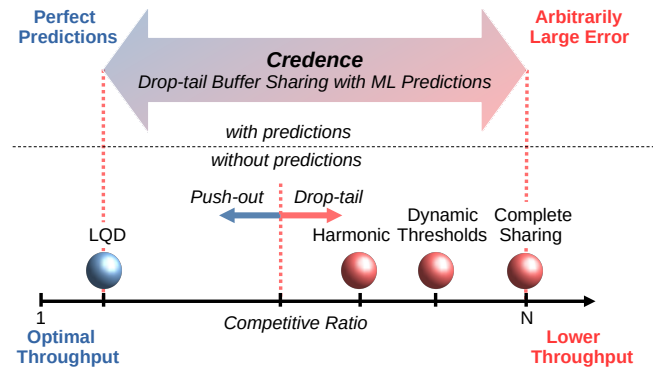 Perfect
Predictions
Arbitrarily
Large Error
Credence
Drop-tail Buffer Sharing with ML Predictions
with predictions
without predictions
Push-out
Drop-tail
LQD
Harmonic
Dynamic
Thresholds
Complete
Sharing
1
Competitive Ratio
N
Optimal
Throughput
Lower
Throughput